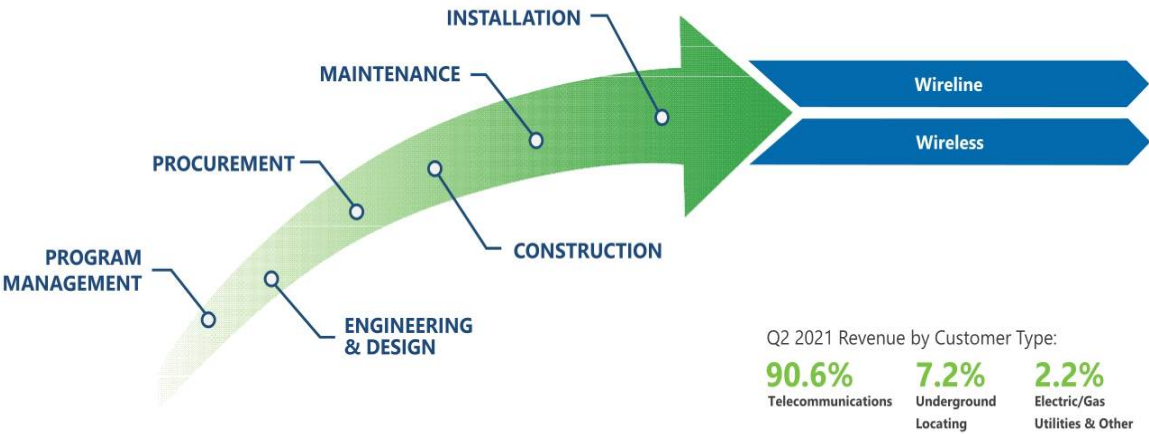 INSTALLATION
MAINTENANCE
Wireline
Wireless
PROCUREMENT
CONSTRUCTION
PROGRAM
MANAGEMENT
ENGINEERING
& DESIGN
Q2 2021 Revenue by Customer Type:
90.6% 7.2% 2.2%
Telecommunications Underground Electric/Gas
Locating Utilities & Other